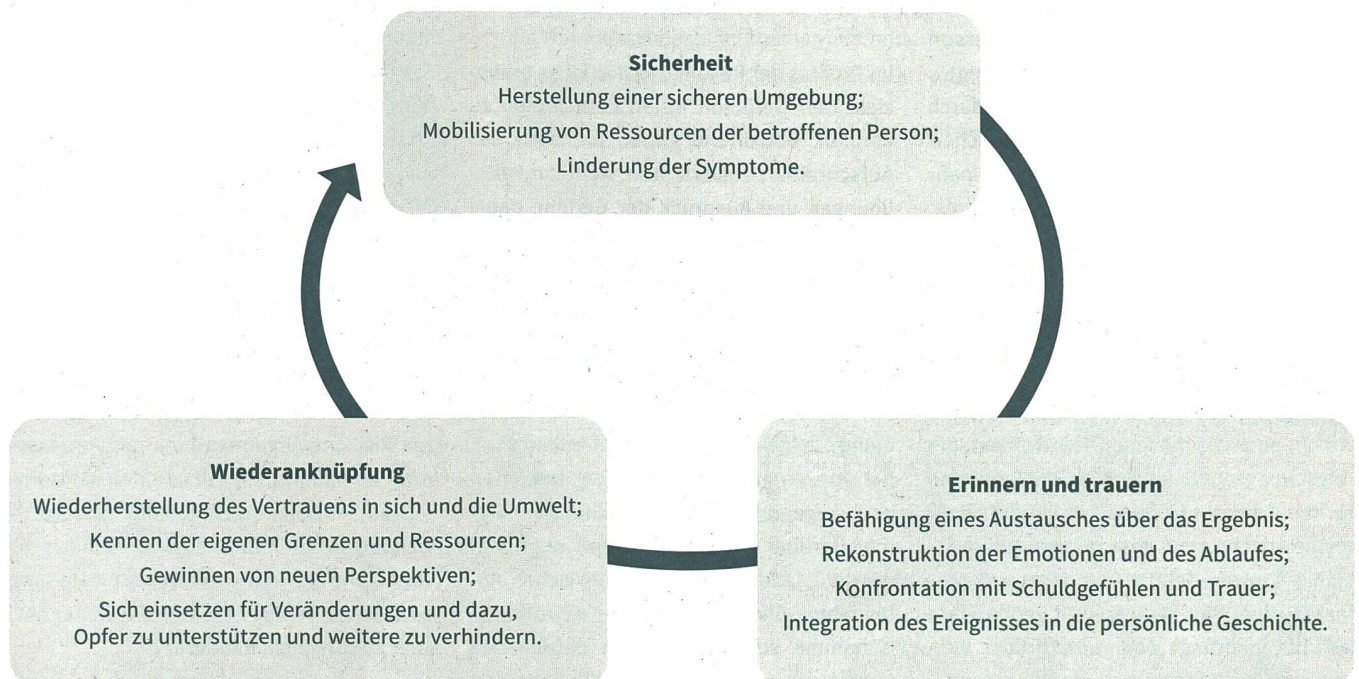 Sicherheit
Herstellung einer sicheren Umgebung;
Mobilisierung von Ressourcen der betroffenen Person;
Linderung der Symptome.
Wiederanknüpfung
Wiederherstellung des Vertrauens in sich und die Umwelt;
Kennen der eigenen Grenzen und Ressourcen;
Gewinnen von neuen Perspektiven;
Sich einsetzen für Veränderungen und dazu,
Opfer zu unterstützen und weitere zu verhindern.
Erinnern und trauern
Befähigung eines Austausches über das Ergebnis;
Rekonstruktion der Emotionen und des Ablaufes;
Konfrontation mit Schuldgefühlen und Trauer;
Integration des Ereignisses in die persönliche Geschichte.